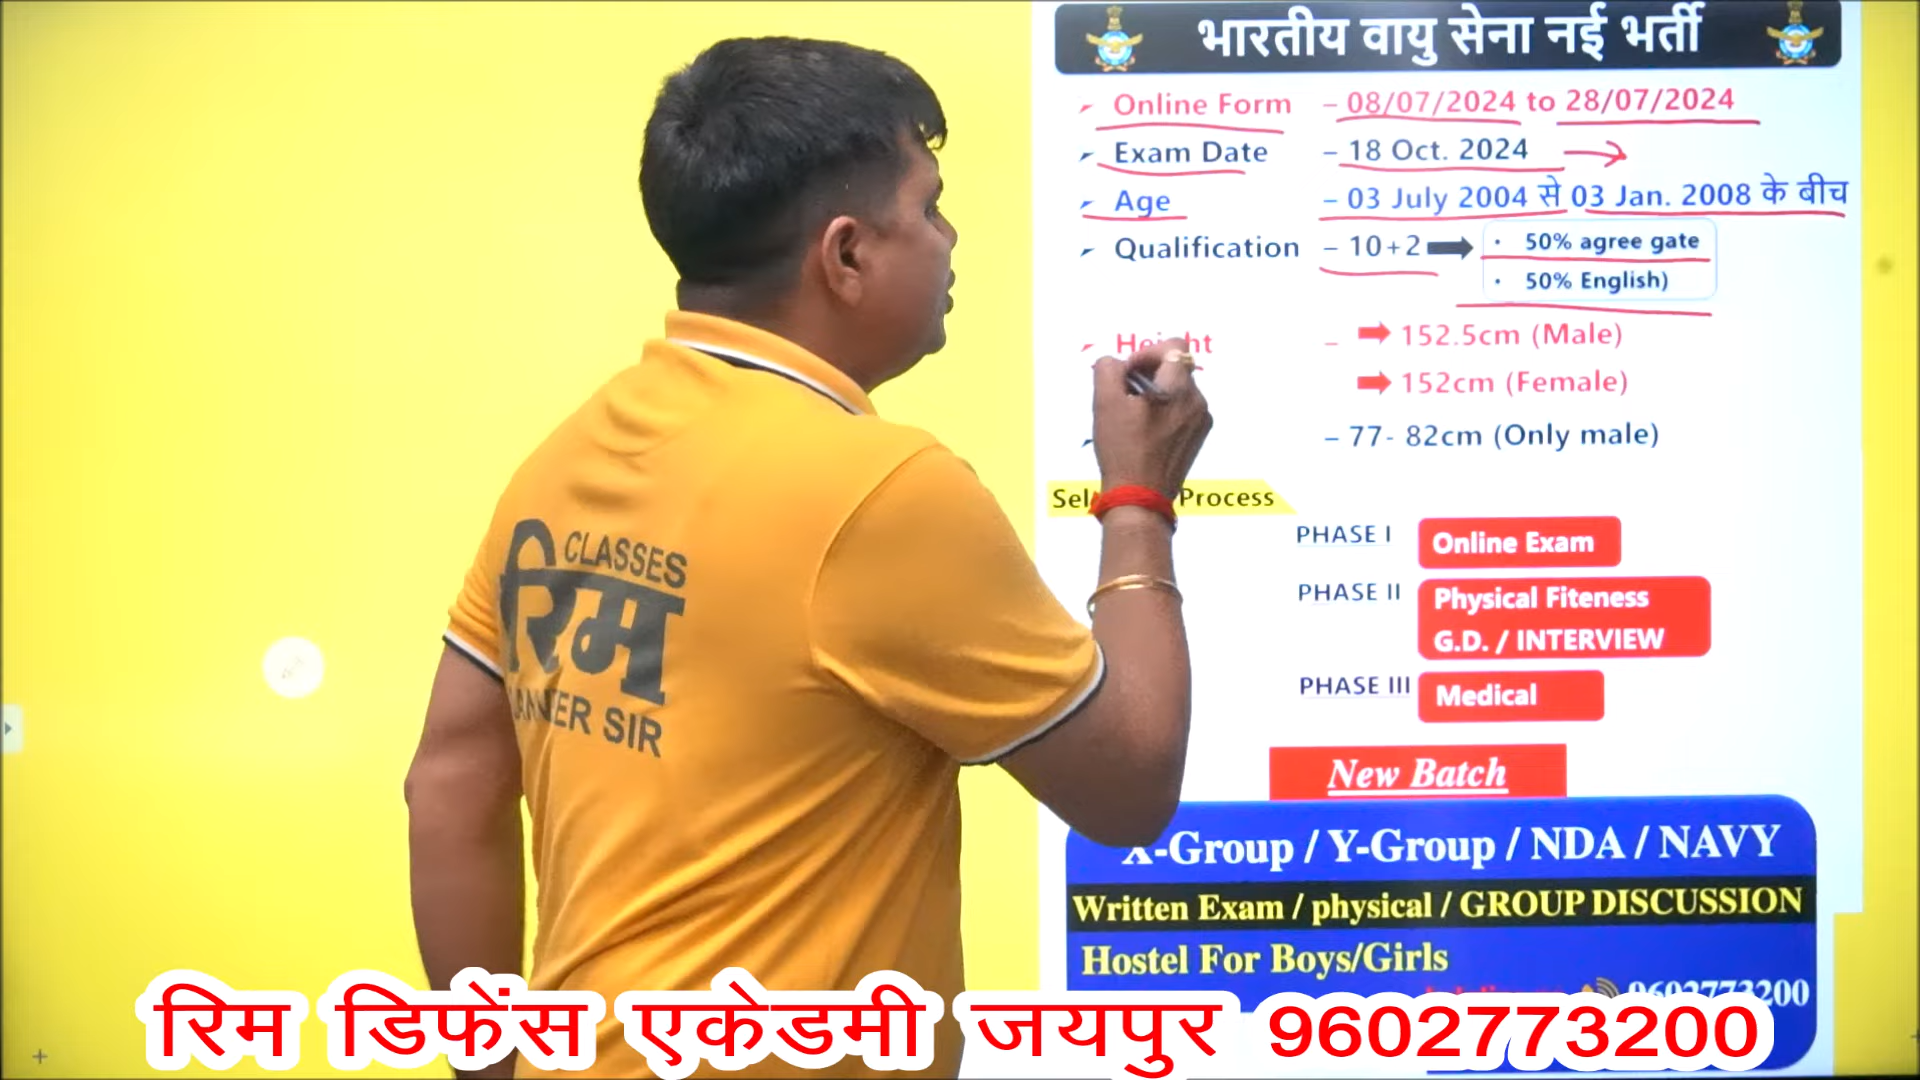 भारतीय वायु सेना नई भर्ती
Online Form – 08/07/2024 to 28/07/2024
Exam Date – 18 Oct. 2024
Age – 03 July 2004 से 03 Jan. 2008 के बीच
Qualification – 10+2 • 50% agree gate
• 50% English)
Height – 152.5cm (Male)
152cm (Female)
– 77- 82cm (Only male)
Process
PHASE I Online Exam
PHASE II Physical Fiteness
G.D. / INTERVIEW
PHASE III Medical
New Batch
X-Group / Y-Group / NDA / NAVY
Written Exam / physical / GROUP DISCUSSION
Hostel For Boys/Girls
9602773200
CLASSES
रिम
SIR
रिम डिफेंस एकेडमी जयपुर 9602773200